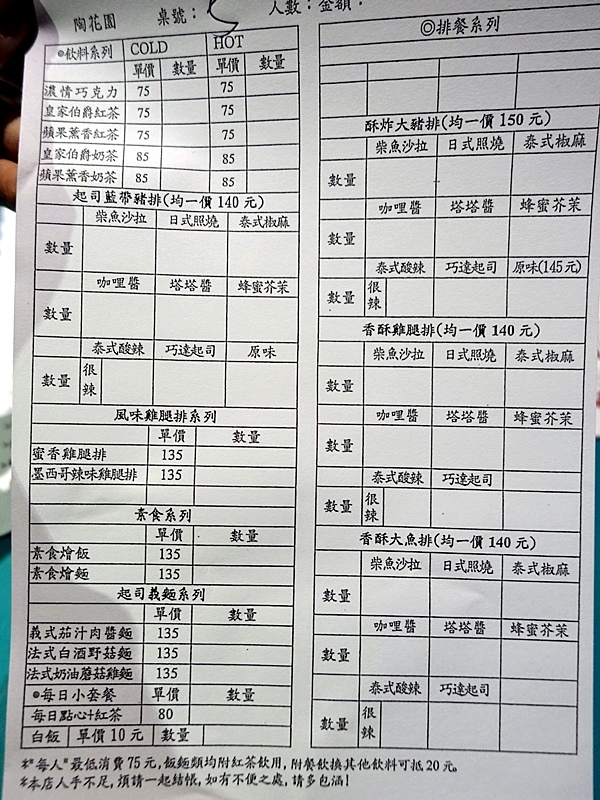 陶花園 桌號: 人數:金額:
◎飲料系列 COLD HOT
單價 數量 單價 數量
濃情巧克力 75 75
皇家伯爵紅茶 75 75
蘋果薰香紅茶 75 75
皇家伯爵奶茶 85 85
蘋果薰香奶茶 85 85
起司藍帶豬排(均一價140元)
柴魚沙拉 日式照燒 泰式椒麻
數量
咖哩醬 塔塔醬 蜂蜜芥茉
數量
泰式酸辣 巧達起司 原味
數量 很辣
風味雞腿排系列
單價 數量
蜜香雞腿排 135
墨西哥辣味雞腿排 135
素食系列
單價 數量
素食燴飯 135
素食燴麵 135
起司義麵系列
單價 數量
義式茄汁肉醬麵 135
法式白酒野菇麵 135
法式奶油蘑菇雞麵 135
◎每日小套餐 單價 數量
每日點心+紅茶 80
白飯 單價10元 數量
◎排餐系列
酥炸大豬排(均一價150元)
柴魚沙拉 日式照燒 泰式椒麻
數量
咖哩醬 塔塔醬 蜂蜜芥茉
數量
泰式酸辣 巧達起司 原味(145元)
數量 很辣
香酥雞腿排(均一價140元)
柴魚沙拉 日式照燒 泰式椒麻
數量
咖哩醬 塔塔醬 蜂蜜芥茉
數量
泰式酸辣 巧達起司
數量 很辣
香酥大魚排(均一價140元)
柴魚沙拉 日式照燒 泰式椒麻
數量
咖哩醬 塔塔醬 蜂蜜芥茉
數量
泰式酸辣 巧達起司
數量 很辣
*"每人"最低消費75元,飯麵類均附紅茶飲用,附餐飲換其他飲料可抵20元。
*本店人手不足,煩請一起結帳,如有不便之處,請多包涵!